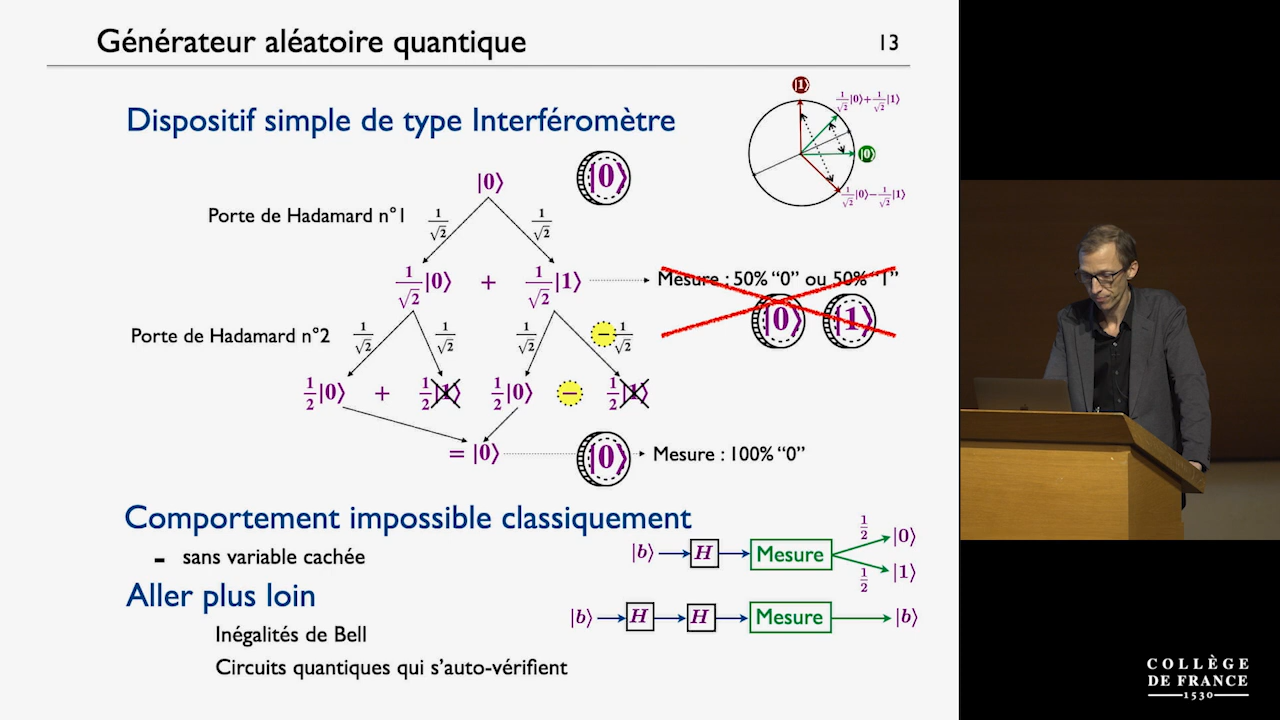 Générateur aléatoire quantique
13
Dispositif simple de type Interféromètre
|1⟩
1/√2|0⟩+1/√2|1⟩
|0⟩
1/√2|0⟩−1/√2|1⟩
|0⟩
|0⟩
Porte de Hadamard n°1
1/√2
1/√2
1/√2|0⟩ + 1/√2|1⟩
Mesure : 50% “0” ou 50% “1”
|0⟩ |1⟩
Porte de Hadamard n°2
1/√2
1/√2
1/√2
− 1/√2
1/2|0⟩ + 1/2|1⟩ 1/2|0⟩ − 1/2|1⟩
= |0⟩
|0⟩
Mesure : 100% “0”
Comportement impossible classiquement
- sans variable cachée
|b⟩ H Mesure 1/2 |0⟩
1/2 |1⟩
Aller plus loin
|b⟩ H H Mesure |b⟩
Inégalités de Bell
Circuits quantiques qui s’auto-vérifient
COLLÈGE
DE FRANCE
1530